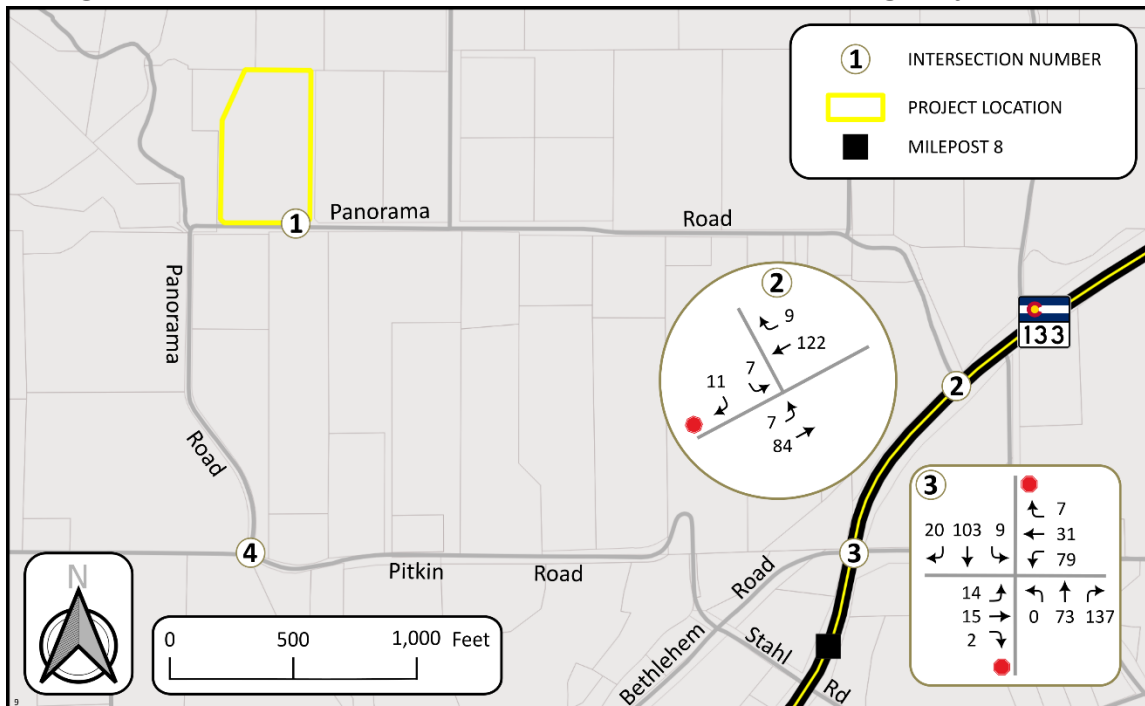 1 INTERSECTION NUMBER
PROJECT LOCATION
MILEPOST 8
1
Panorama Road
Panorama
Road
133
2
2
9
122
7
11
7
84
3
3
7
20 103 9
31
79
14
15
0 73 137
2
4
Pitkin Road
Bethlehem Road
Stahl Rd
N
0 500 1,000 Feet
9